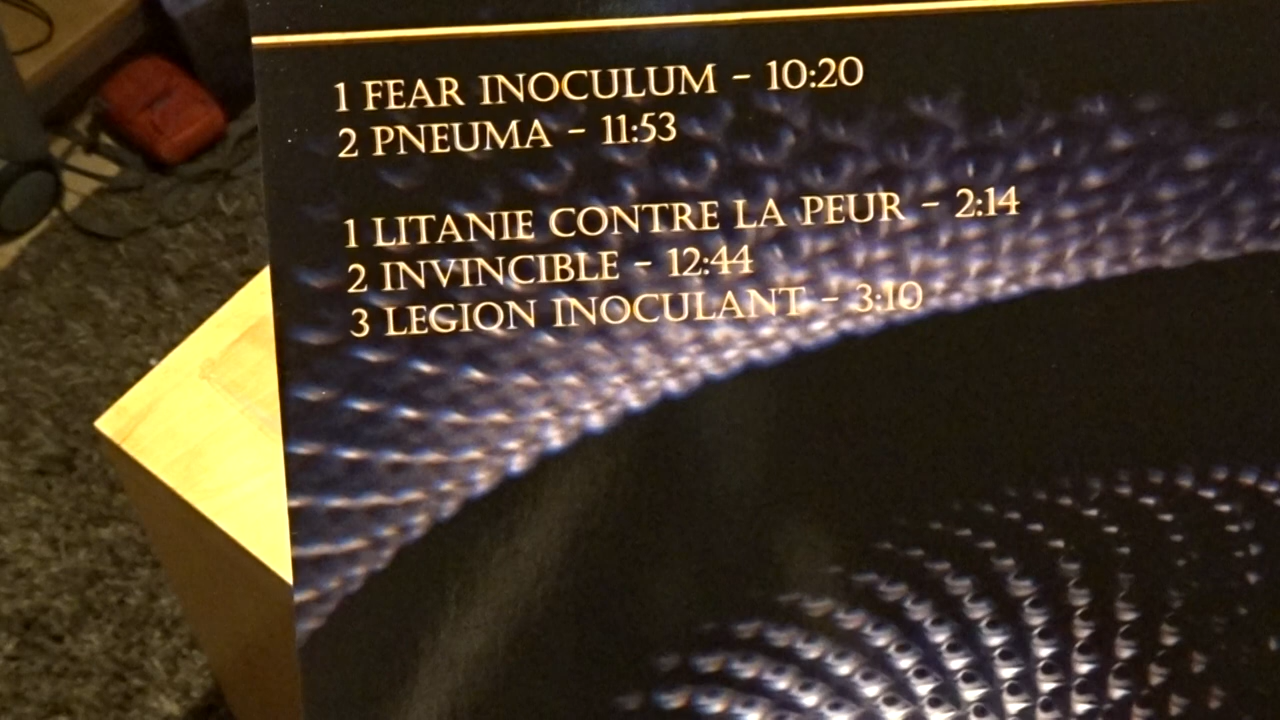 1 FEAR INOCULUM – 10:20
2 PNEUMA – 11:53
1 LITANIE CONTRE LA PEUR – 2:14
2 INVINCIBLE – 12:44
3 LEGION INOCULANT – 3:10